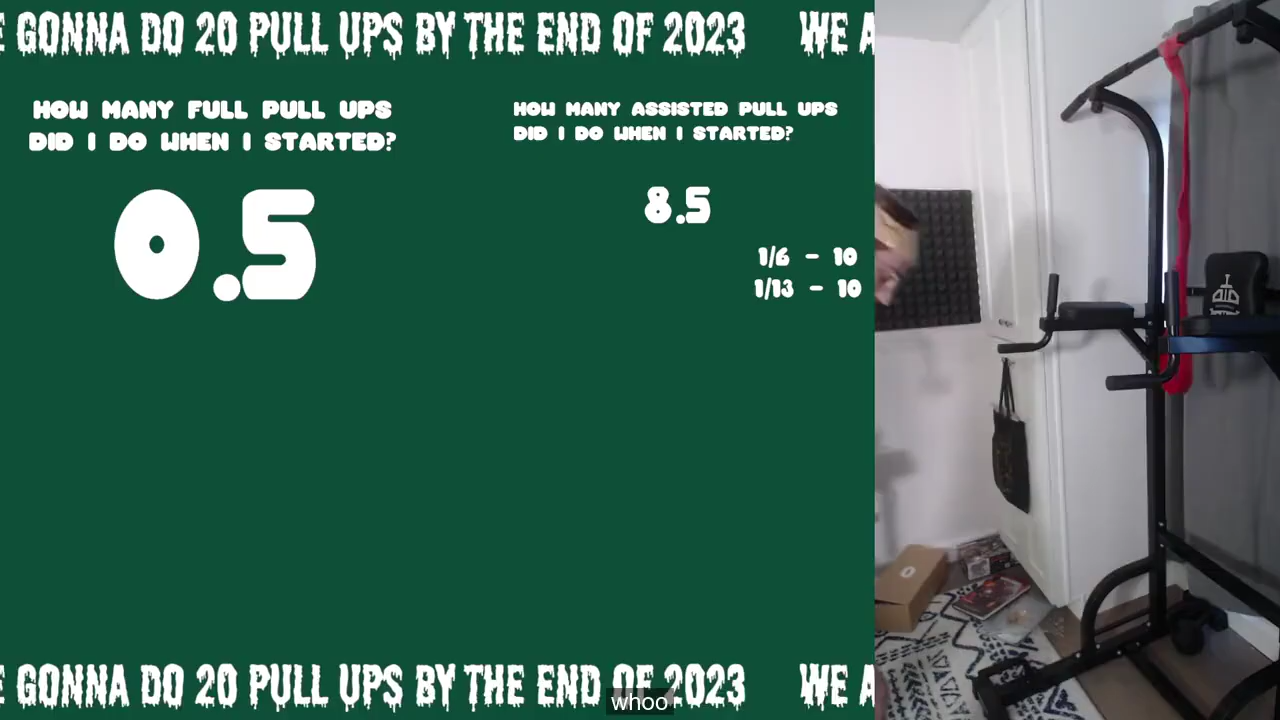 E GONNA DO 20 PULL UPS BY THE END OF 2023 WE A
HOW MANY FULL PULL UPS
DID I DO WHEN I STARTED?
0.5
HOW MANY ASSISTED PULL UPS
DID I DO WHEN I STARTED?
8.5
1/6 - 10
1/13 - 10
E GONNA DO 20 PULL UPS BY THE END OF 2023 WE A
whoo